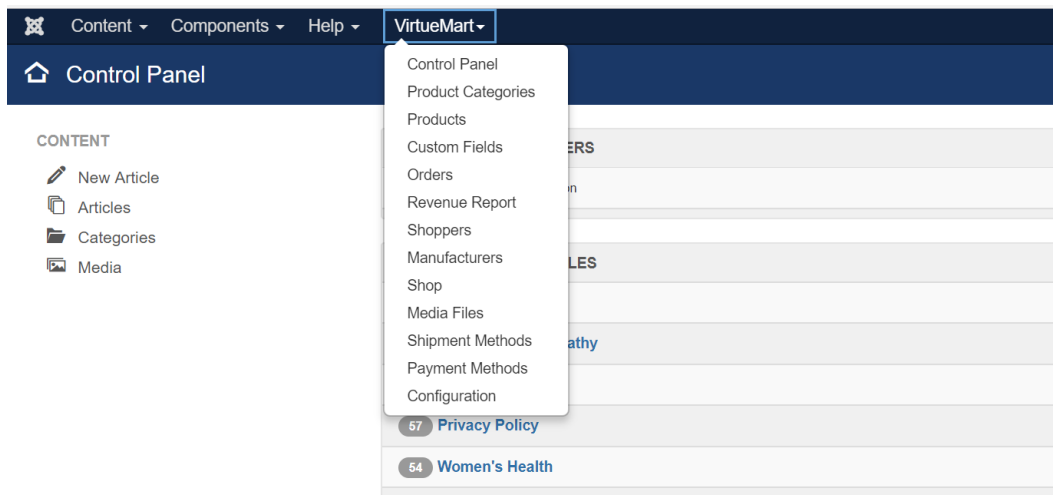 Content Components Help VirtueMart
Control Panel
CONTENT
New Article
Articles
Categories
Media
Control Panel
Product Categories
Products
Custom Fields
Orders
Revenue Report
Shoppers
Manufacturers
Shop
Media Files
Shipment Methods
Payment Methods
Configuration
ERS
on
LES
athy
57 Privacy Policy
54 Women's Health